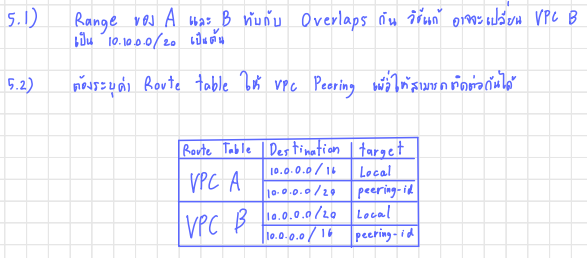 5.1) Range ของ A และ B ทับกับ Overlaps กัน วิธีแก้ อาจจะเปลี่ยน VPC B
เป็น 10.10.0.0/20 เป็นต้น
5.2) ต้องระบุค่า Route table ให้ VPC Peering เพื่อให้สามารถติดต่อกันได้
Route Table Destination target
VPC A 10.0.0.0/16 Local
10.0.0.0/20 peering-id
VPC B 10.0.0.0/20 Local
10.0.0.0/16 peering-id